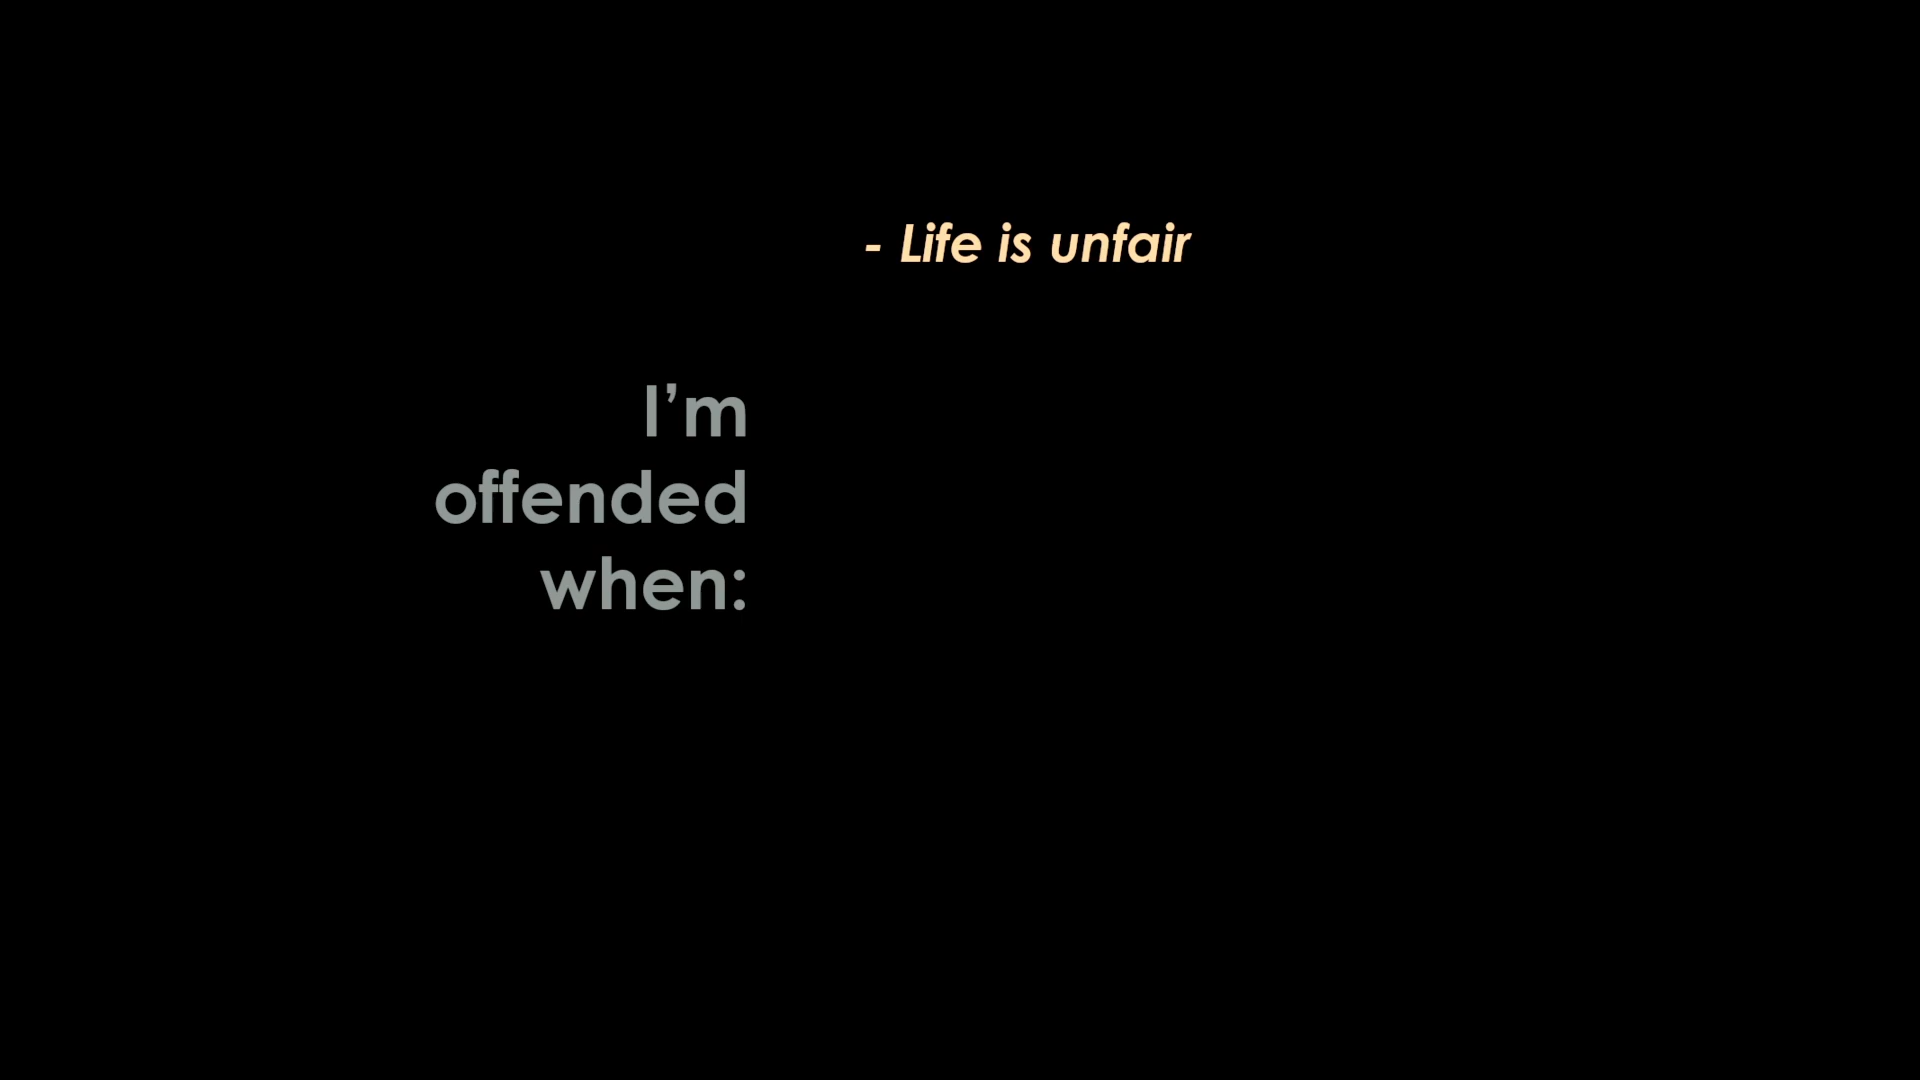 - Life is unfair
I’m
offended
when: